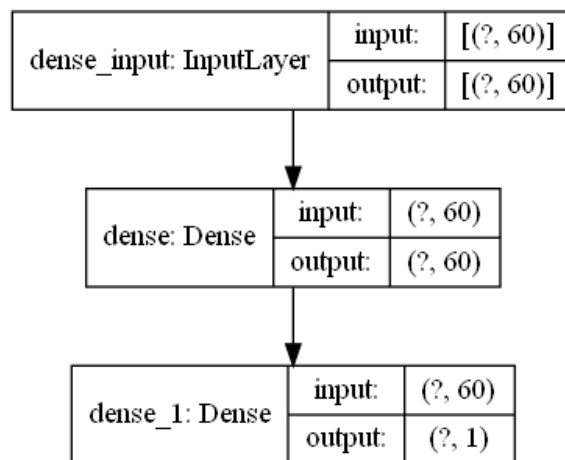 dense_input: InputLayer
input: [(?, 60)]
output: [(?, 60)]
dense: Dense
input: (?, 60)
output: (?, 60)
dense_1: Dense
input: (?, 60)
output: (?, 1)